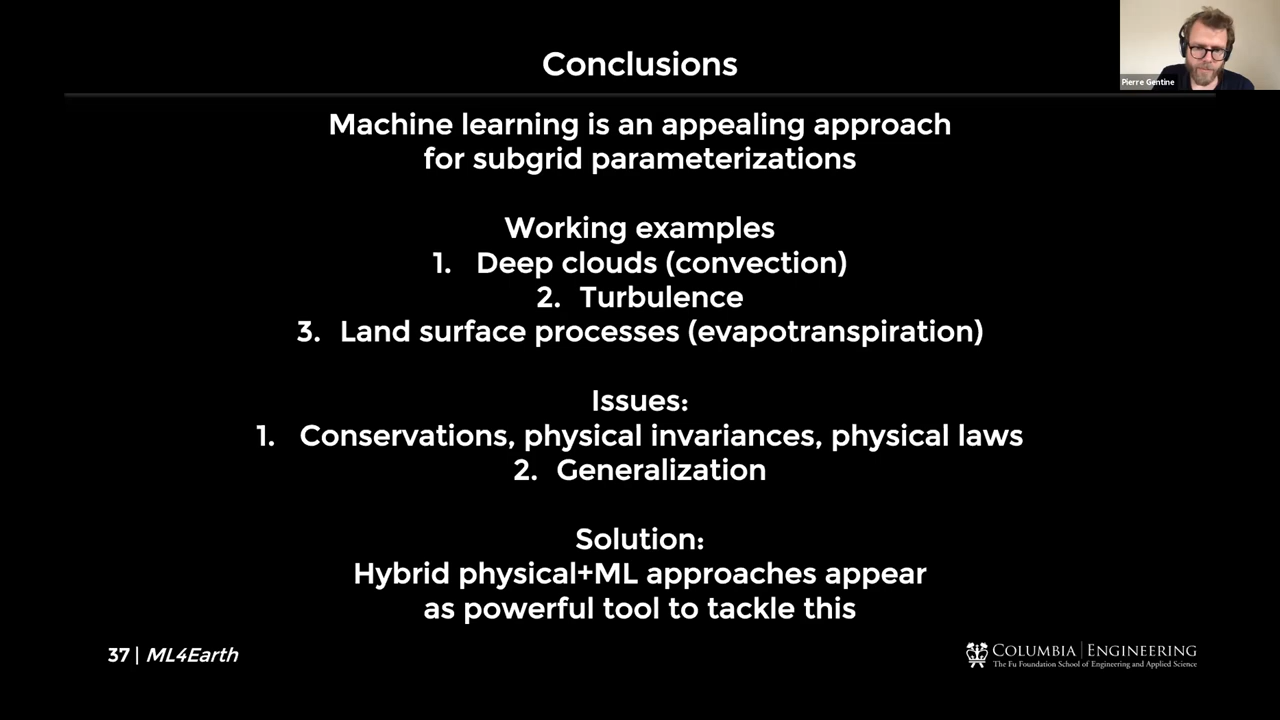 Conclusions
Pierre Gentine
Machine learning is an appealing approach
for subgrid parameterizations
Working examples
1. Deep clouds (convection)
2. Turbulence
3. Land surface processes (evapotranspiration)
Issues:
1. Conservations, physical invariances, physical laws
2. Generalization
Solution:
Hybrid physical+ML approaches appear
as powerful tool to tackle this
37 | ML4Earth
COLUMBIA | ENGINEERING
The Fu Foundation School of Engineering and Applied Science